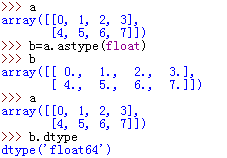 >>> a
array([[0, 1, 2, 3],
       [4, 5, 6, 7]])
>>> b=a.astype(float)
>>> b
array([[ 0.,  1.,  2.,  3.],
       [ 4.,  5.,  6.,  7.]])
>>> a
array([[0, 1, 2, 3],
       [4, 5, 6, 7]])
>>> b.dtype
dtype('float64')